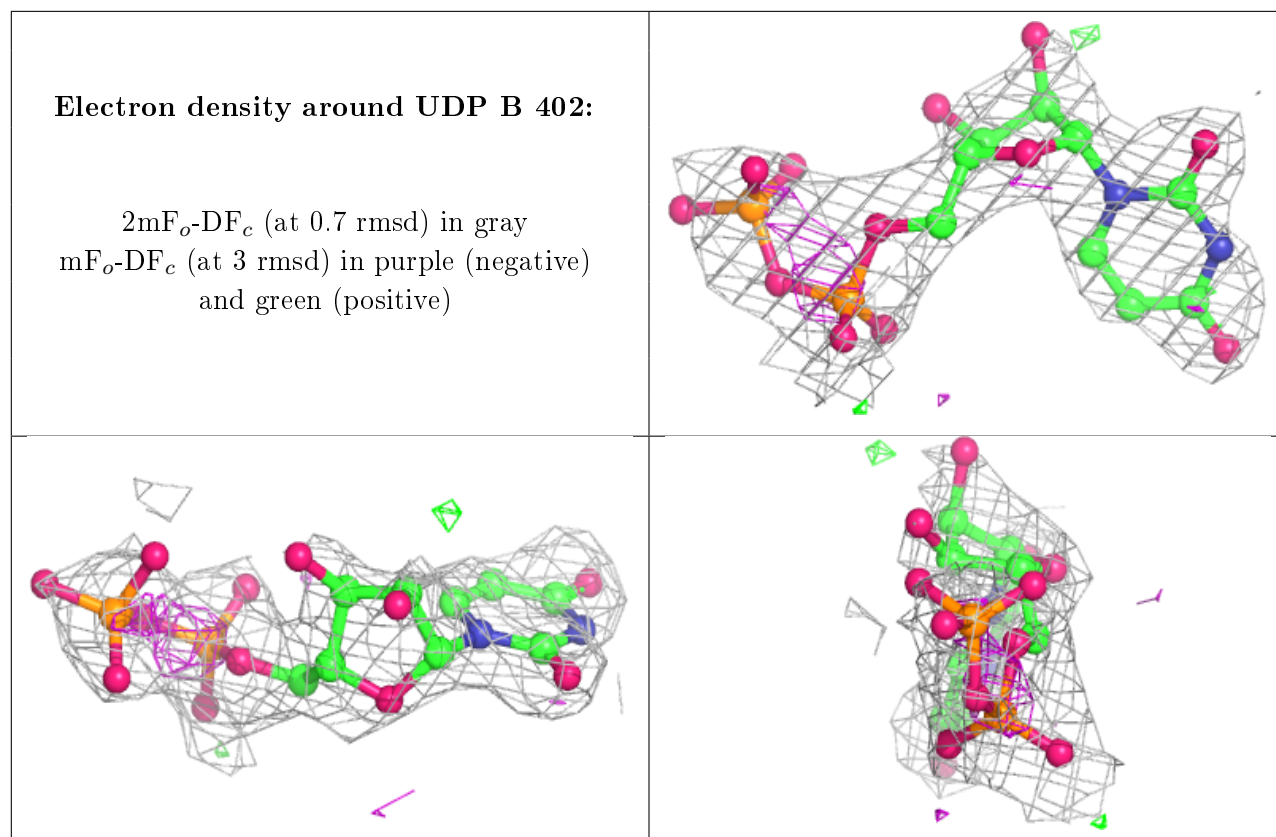 Electron density around UDP B 402:
2mFo-DFc (at 0.7 rmsd) in gray
mFo-DFc (at 3 rmsd) in purple (negative)
and green (positive)